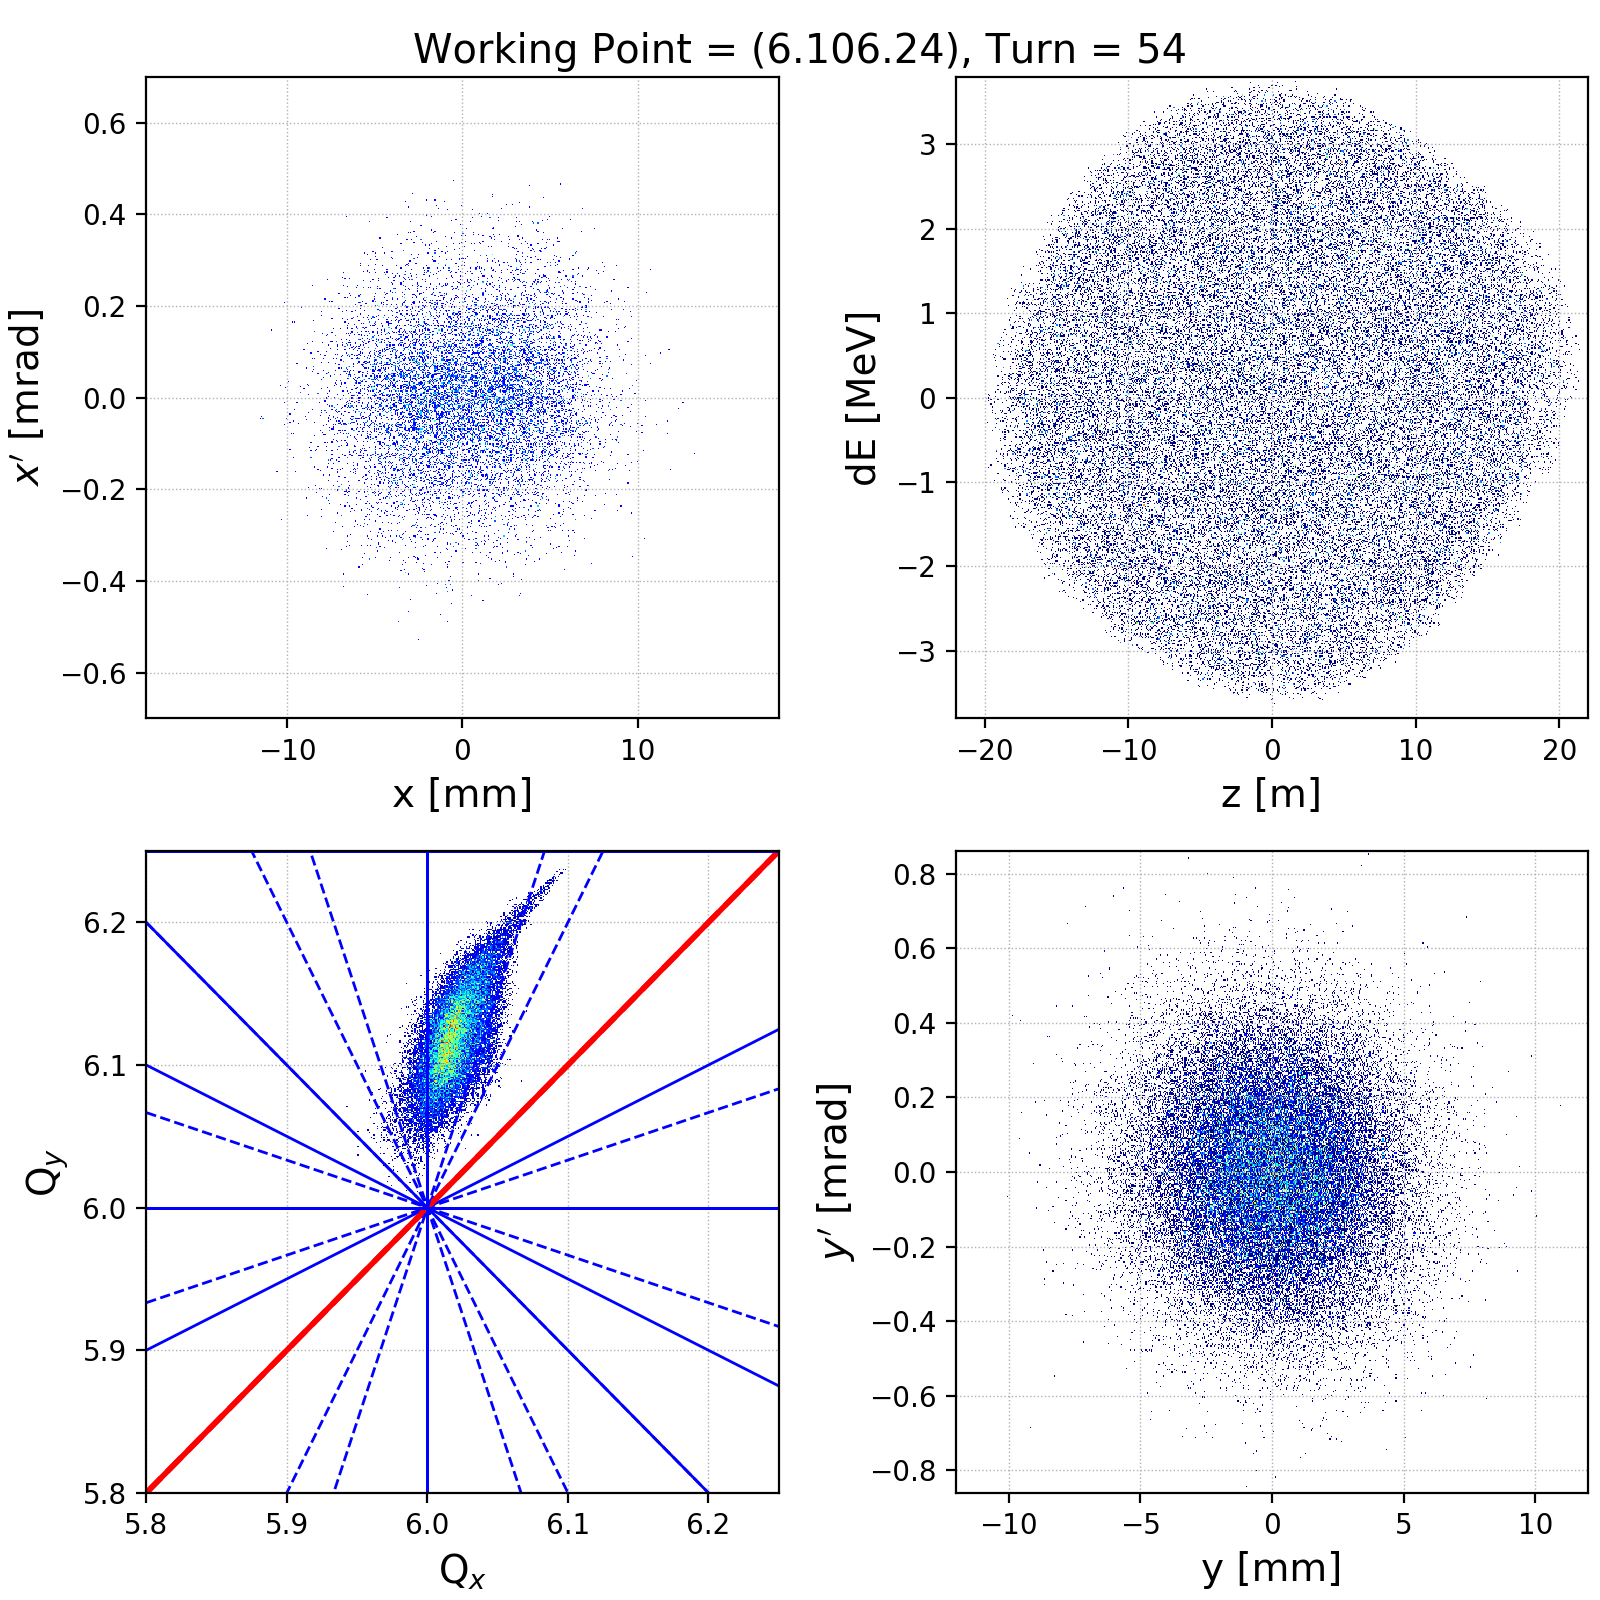 Working Point = (6.106.24), Turn = 54
0.6
0.4
0.2
0.0
−0.2
−0.4
−0.6
x′ [mrad]
−10 0 10
x [mm]
3
2
1
0
−1
−2
−3
dE [MeV]
−20 −10 0 10 20
z [m]
6.2
6.1
6.0
5.9
5.8
Qy
5.8 5.9 6.0 6.1 6.2
Qx
0.8
0.6
0.4
0.2
0.0
−0.2
−0.4
−0.6
−0.8
y′ [mrad]
−10 −5 0 5 10
y [mm]